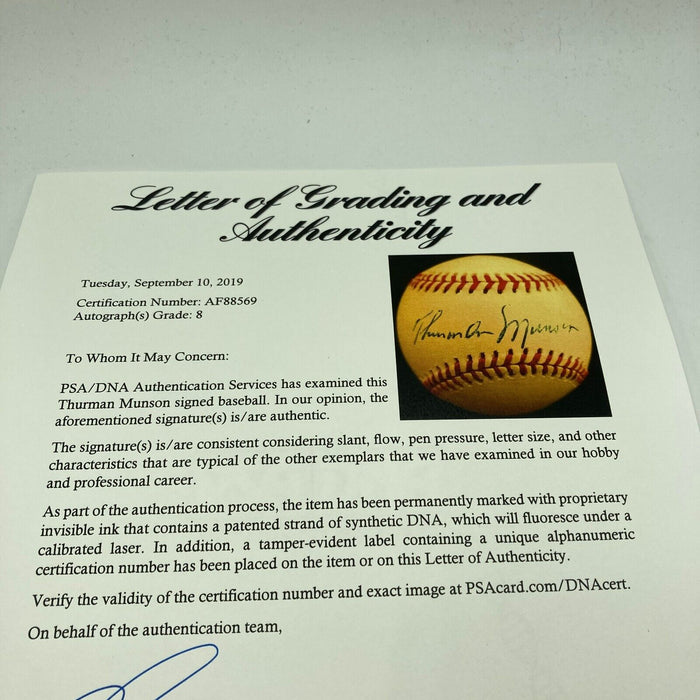 Letter of Grading and
Authenticity
Tuesday, September 10, 2019
Certification Number: AF88569
Autograph(s) Grade: 8
Thurman Munson
To Whom It May Concern:
PSA/DNA Authentication Services has examined this
Thurman Munson signed baseball. In our opinion, the
aforementioned signature(s) is/are authentic.
The signature(s) is/are consistent considering slant, flow, pen pressure, letter size, and other
characteristics that are typical of the other exemplars that we have examined in our hobby
and professional career.
As part of the authentication process, the item has been permanently marked with proprietary
invisible ink that contains a patented strand of synthetic DNA, which will fluoresce under a
calibrated laser. In addition, a tamper-evident label containing a unique alphanumeric
certification number has been placed on the item or on this Letter of Authenticity.
Verify the validity of the certification number and exact image at PSAcard.com/DNAcert.
On behalf of the authentication team,